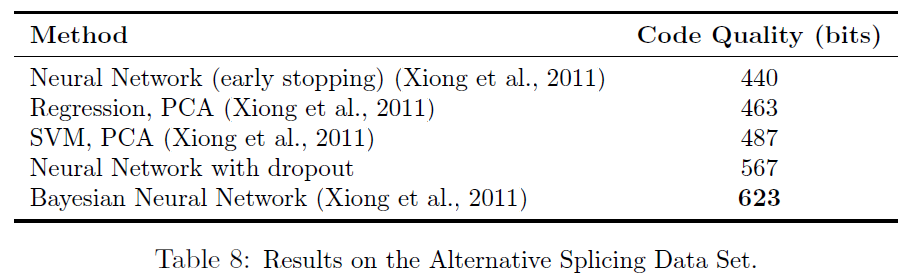 Method Code Quality (bits)
Neural Network (early stopping) (Xiong et al., 2011) 440
Regression, PCA (Xiong et al., 2011) 463
SVM, PCA (Xiong et al., 2011) 487
Neural Network with dropout 567
Bayesian Neural Network (Xiong et al., 2011) 623
Table 8: Results on the Alternative Splicing Data Set.